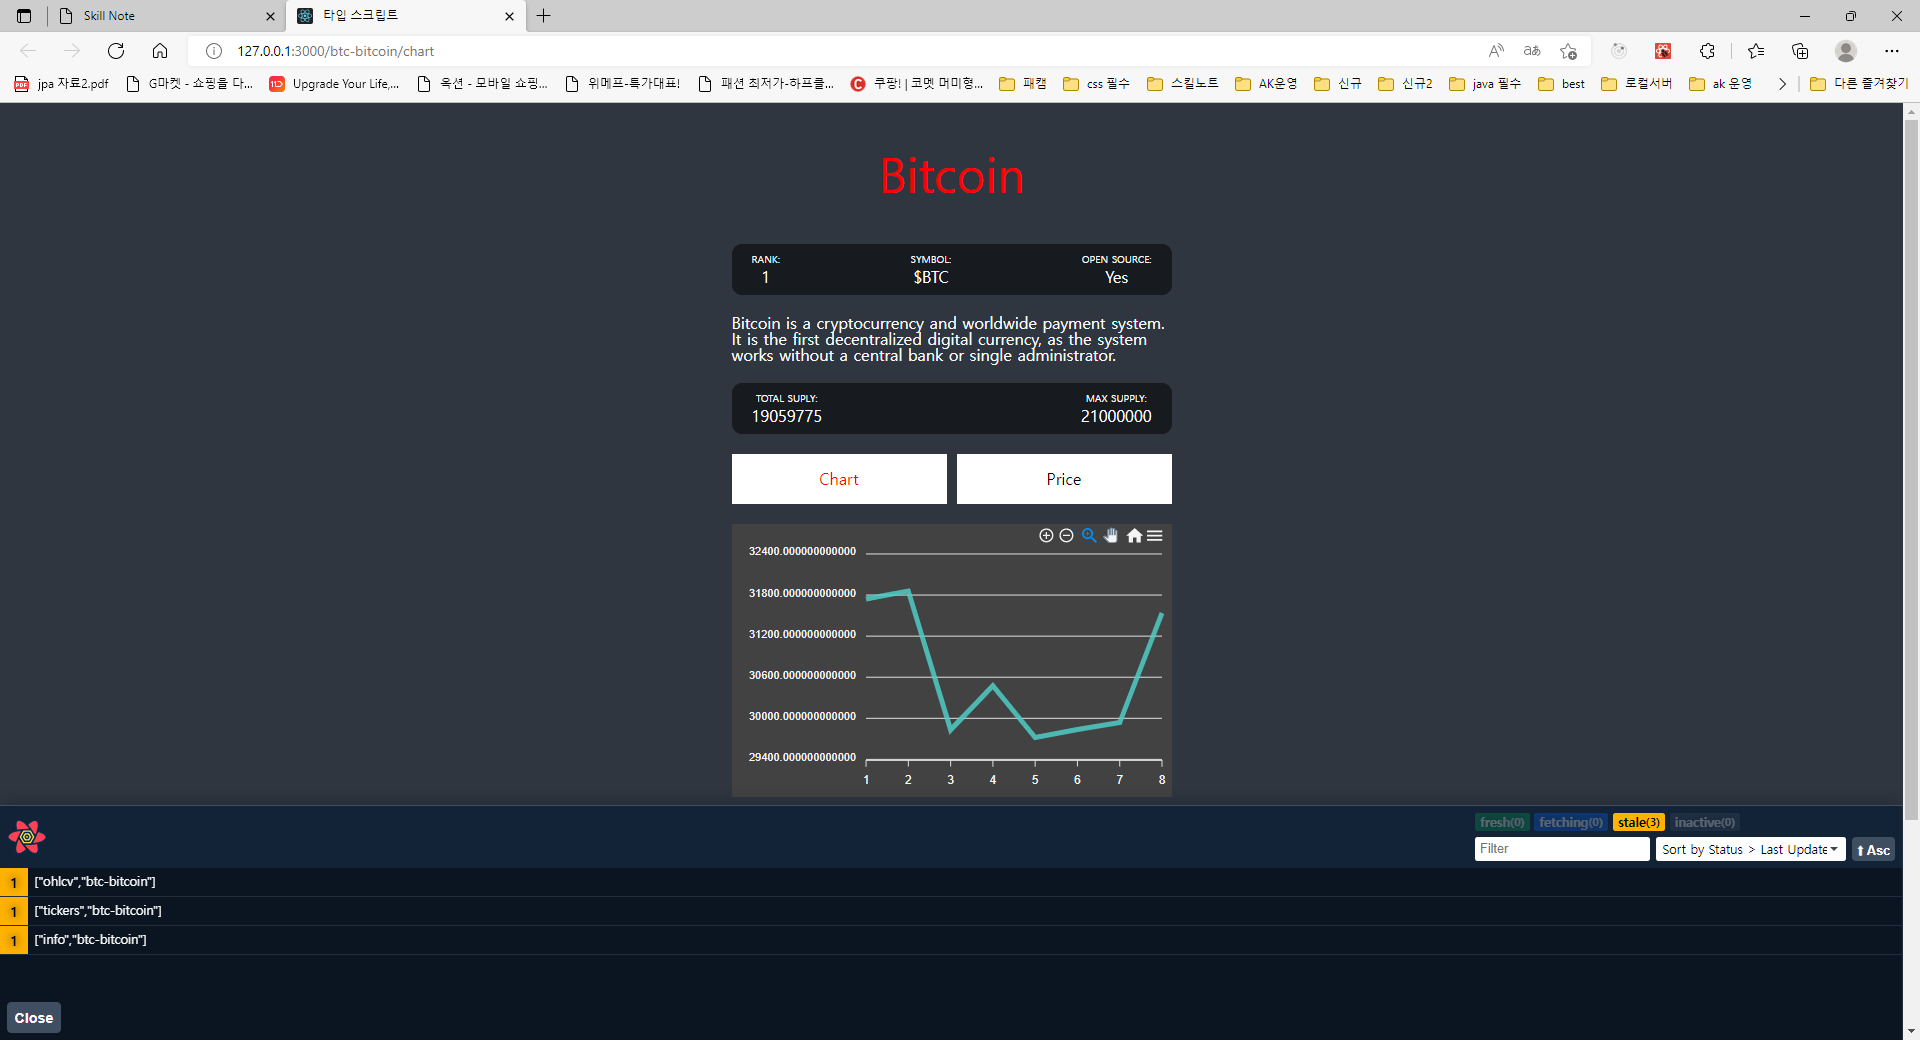 Skill Note
타입 스크립트
127.0.0.1:3000/btc-bitcoin/chart
jpa 자료2.pdf
G마켓 - 쇼핑을 다...
Upgrade Your Life,...
옥션 - 모바일 쇼핑...
위메프-특가대표!
패션 최저가-하프클...
쿠팡! | 코멧 머미형...
패캠
css 필수
스킬노트
AK운영
신규
신규2
java 필수
best
로컬서버
ak 운영
다른 즐겨찾기
Bitcoin
RANK: SYMBOL: OPEN SOURCE:
1 $BTC Yes
Bitcoin is a cryptocurrency and worldwide payment system.
It is the first decentralized digital currency, as the system
works without a central bank or single administrator.
TOTAL SUPLY: MAX SUPPLY:
19059775 21000000
Chart Price
32400.000000000000
31800.000000000000
31200.000000000000
30600.000000000000
30000.000000000000
29400.000000000000
1 2 3 4 5 6 7 8
fresh(0) fetching(0) stale(3) inactive(0)
Filter Sort by Status > Last Update Asc
1 ["ohlcv","btc-bitcoin"]
1 ["tickers","btc-bitcoin"]
1 ["info","btc-bitcoin"]
Close